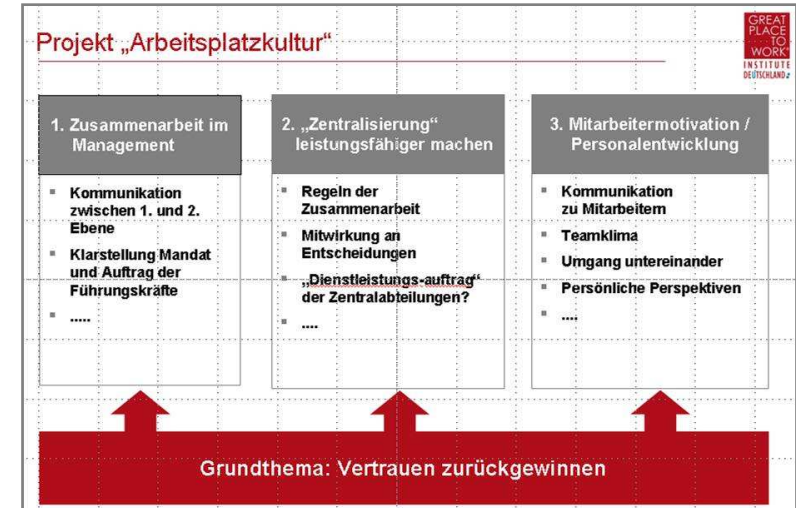 Projekt „Arbeitsplatzkultur“
GREAT
PLACE
TO
WORK®
INSTITUTE
DEUTSCHLAND
1. Zusammenarbeit im
Management
Kommunikation
zwischen 1. und 2.
Ebene
Klarstellung Mandat
und Auftrag der
Führungskräfte
.....
2. „Zentralisierung“
leistungsfähiger machen
Regeln der
Zusammenarbeit
Mitwirkung an
Entscheidungen
„Dienstleistungs-auftrag“
der Zentralabteilungen?
....
3. Mitarbeitermotivation /
Personalentwicklung
Kommunikation
zu Mitarbeitern
Teamklima
Umgang untereinander
Persönliche Perspektiven
....
Grundthema: Vertrauen zurückgewinnen